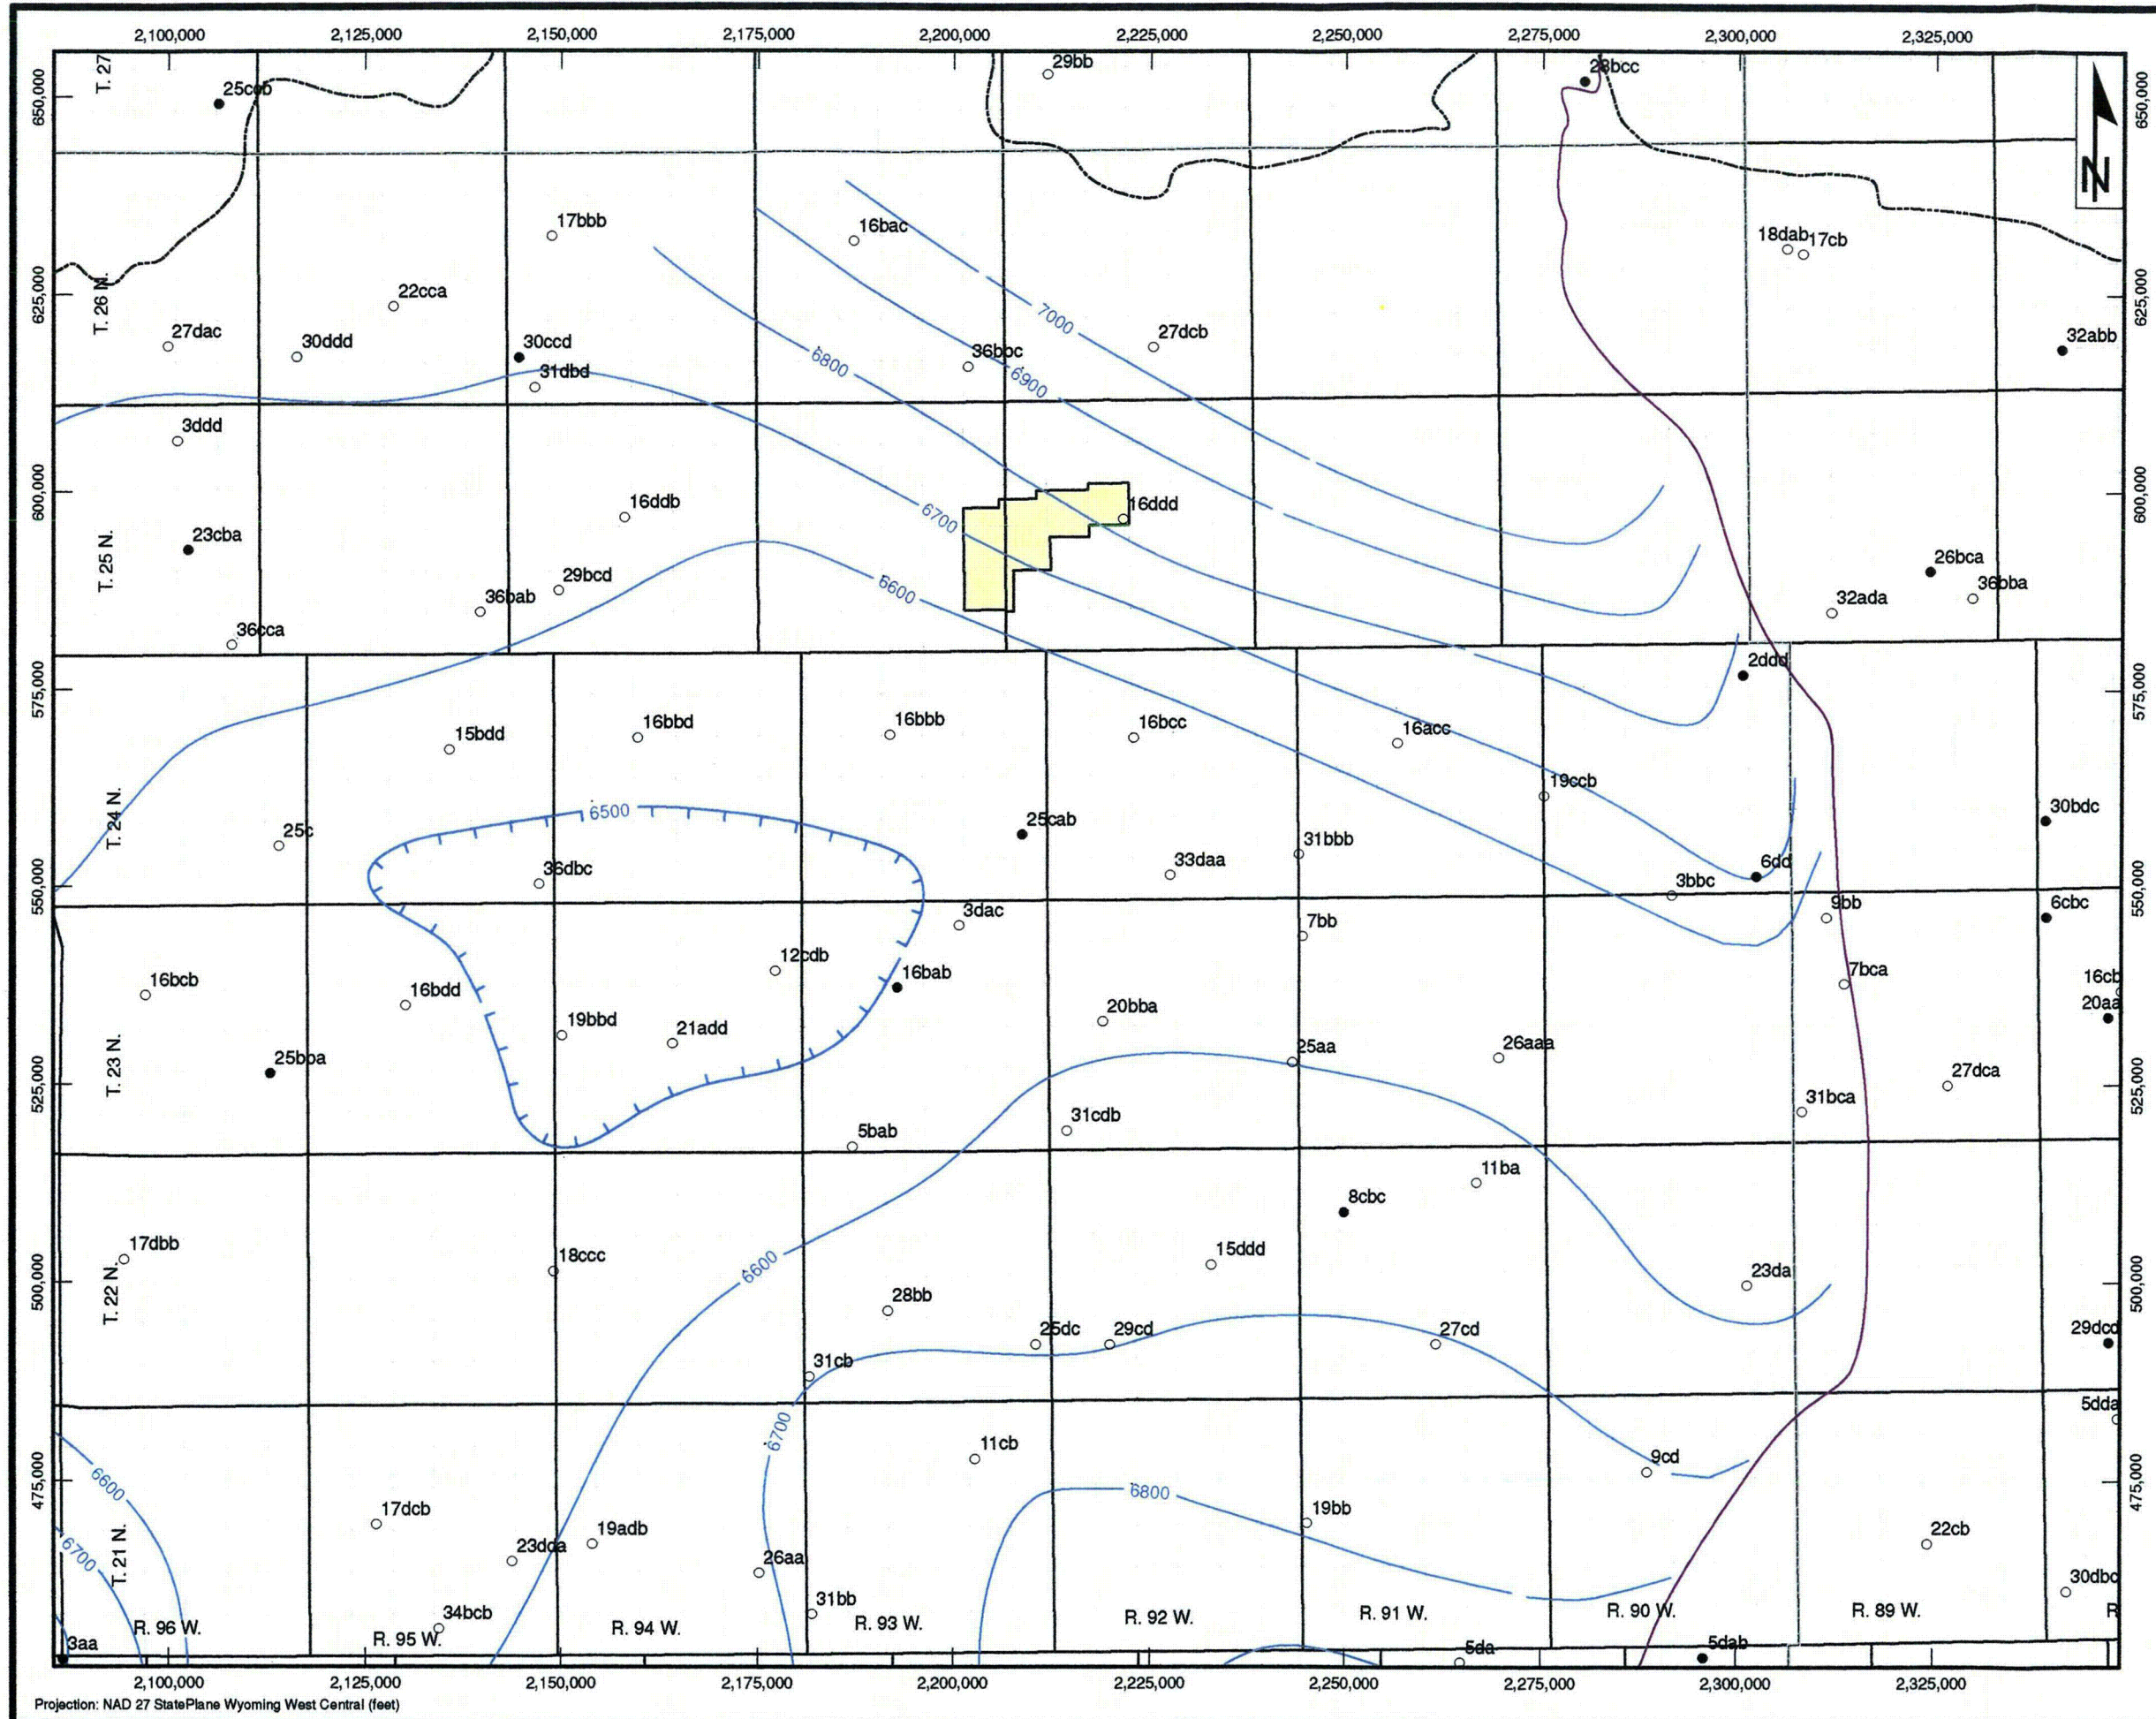 2,100,000 2,125,000 2,150,000 2,175,000 2,200,000 2,225,000 2,250,000 2,275,000 2,300,000 2,325,000
650,000
T. 27
25ccb
29bb
28bcc
650,000
N
17bbb
16bac
18dab
17cb
625,000
T. 26 N.
22cca
7000
625,000
27dac
30ddd
30ccd
31dbd
6800
36bbc
6900
27dcb
32abb
3ddd
600,000
16ddb
6700
16ddd
600,000
T. 25 N.
23cba
29bcd
36bab
6600
26bca
36bba
32ada
36cca
575,000
2ddd
575,000
15bdd
16bbd
16bbb
16bcc
16acc
19ccb
T. 24 N.
6500
25c
25cab
31bbb
30bdc
550,000
36dbc
33daa
3bbc
6dd
550,000
3dac
7bb
9bb
6cbc
16bcb
16bdd
12cdb
16bab
7bca
16cb
20aa
19bbd
21add
20bba
525,000
T. 23 N.
25bba
25aa
26aaa
27dca
525,000
5bab
31cdb
31bca
11ba
8cbc
17dbb
18ccc
6600
15ddd
23da
500,000
T. 22 N.
28bb
500,000
25dc
29cd
27cd
29dcd
31cb
6700
5dda
475,000
6600
11cb
9cd
475,000
6800
17dcb
23dda
19adb
19bb
22cb
6700
T. 21 N.
26aa
30dbc
34bcb
31bb
R. 96 W.
R. 95 W.
R. 94 W.
R. 93 W.
R. 92 W.
R. 91 W.
R. 90 W.
R. 89 W.
R
3aa
5da
5dab
2,100,000 2,125,000 2,150,000 2,175,000 2,200,000 2,225,000 2,250,000 2,275,000 2,300,000 2,325,000
Projection: NAD 27 StatePlane Wyoming West Central (feet)